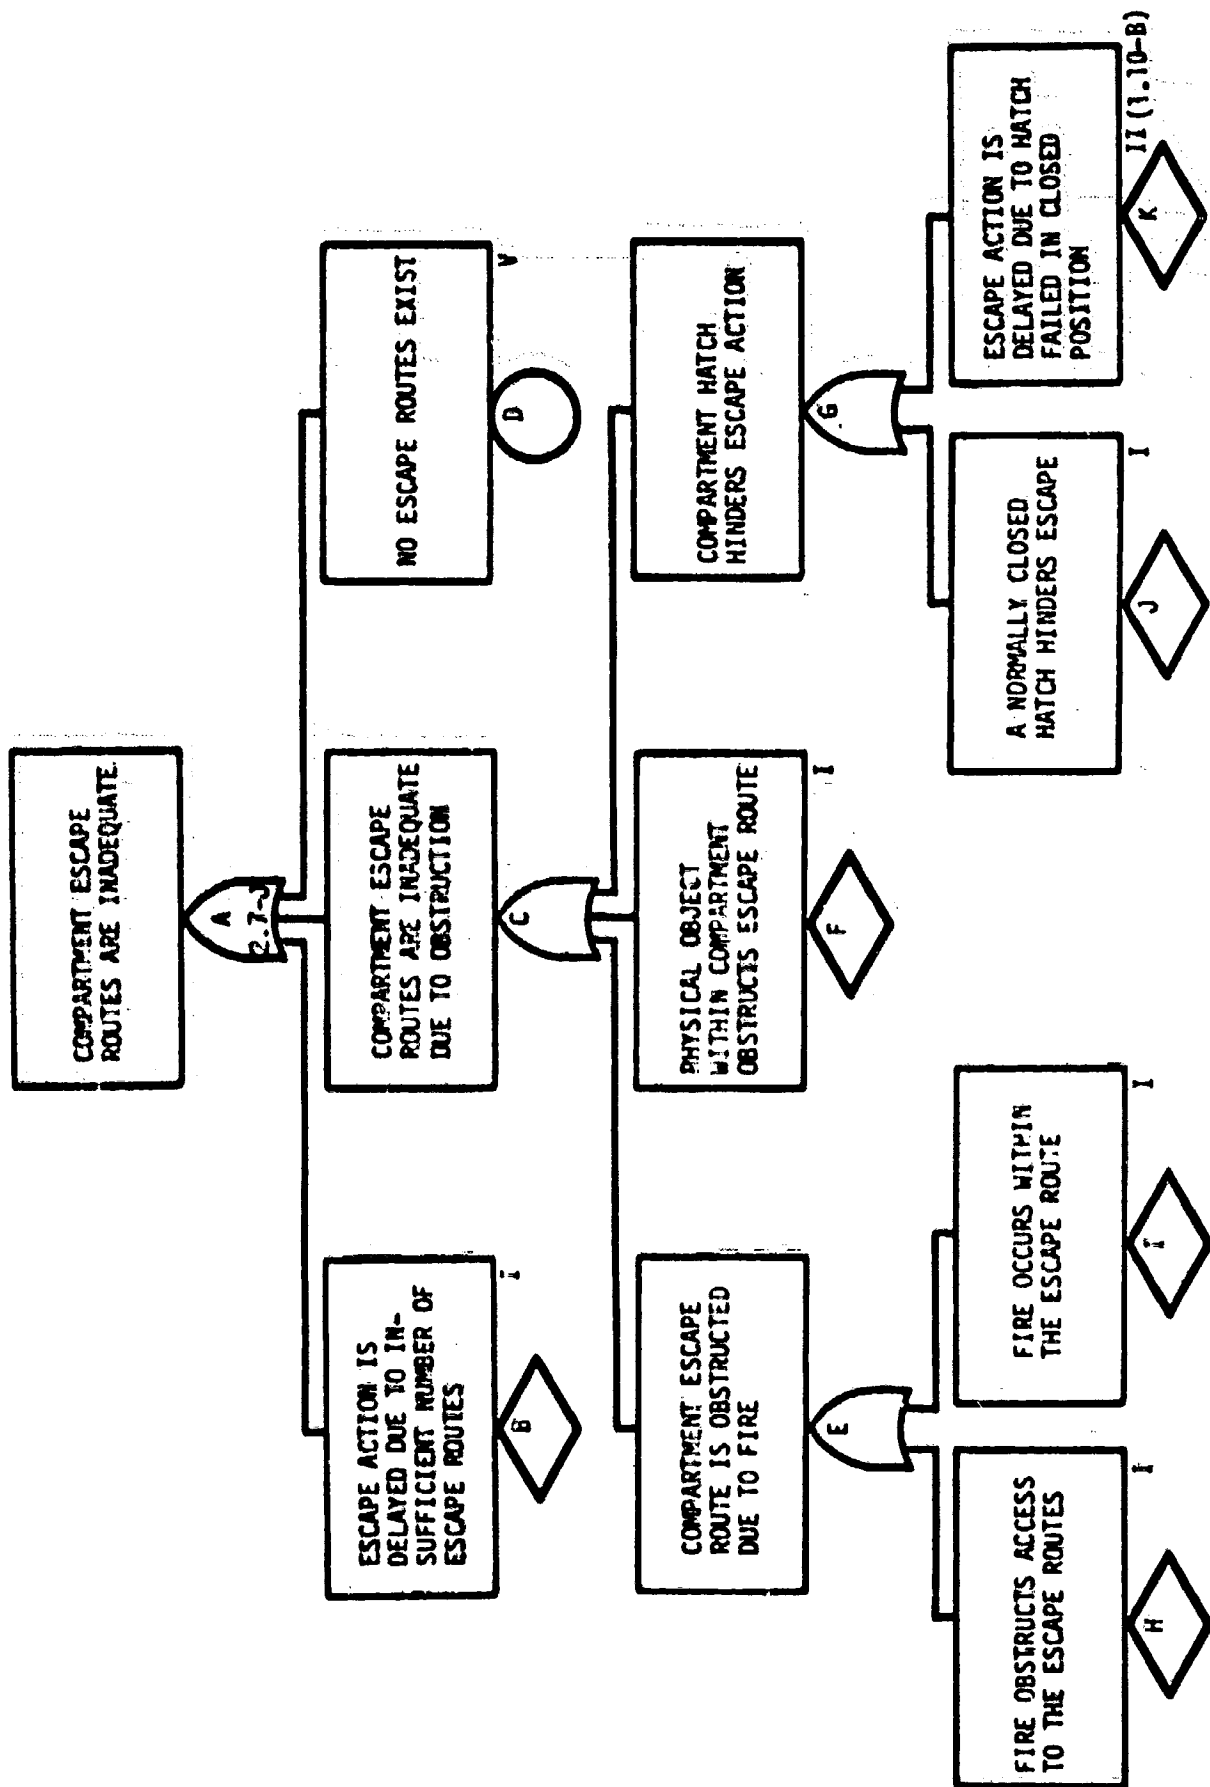 COMPARTMENT ESCAPE
ROUTES ARE INADEQUATE
A
2.7-J
ESCAPE ACTION IS
DELAYED DUE TO IN-
SUFFICIENT NUMBER OF
ESCAPE ROUTES
I
B
COMPARTMENT ESCAPE
ROUTES ARE INADEQUATE
DUE TO OBSTRUCTION
C
NO ESCAPE ROUTES EXIST
V
D
COMPARTMENT ESCAPE
ROUTE IS OBSTRUCTED
DUE TO FIRE
E
PHYSICAL OBJECT
WITHIN COMPARTMENT
OBSTRUCTS ESCAPE ROUTE
I
F
COMPARTMENT HATCH
HINDERS ESCAPE ACTION
G
FIRE OBSTRUCTS ACCESS
TO THE ESCAPE ROUTES
I
H
FIRE OCCURS WITHIN
THE ESCAPE ROUTE
I
I
A NORMALLY CLOSED
HATCH HINDERS ESCAPE
I
J
ESCAPE ACTION IS
DELAYED DUE TO HATCH
FAILED IN CLOSED
POSITION
II (1.10-B)
K